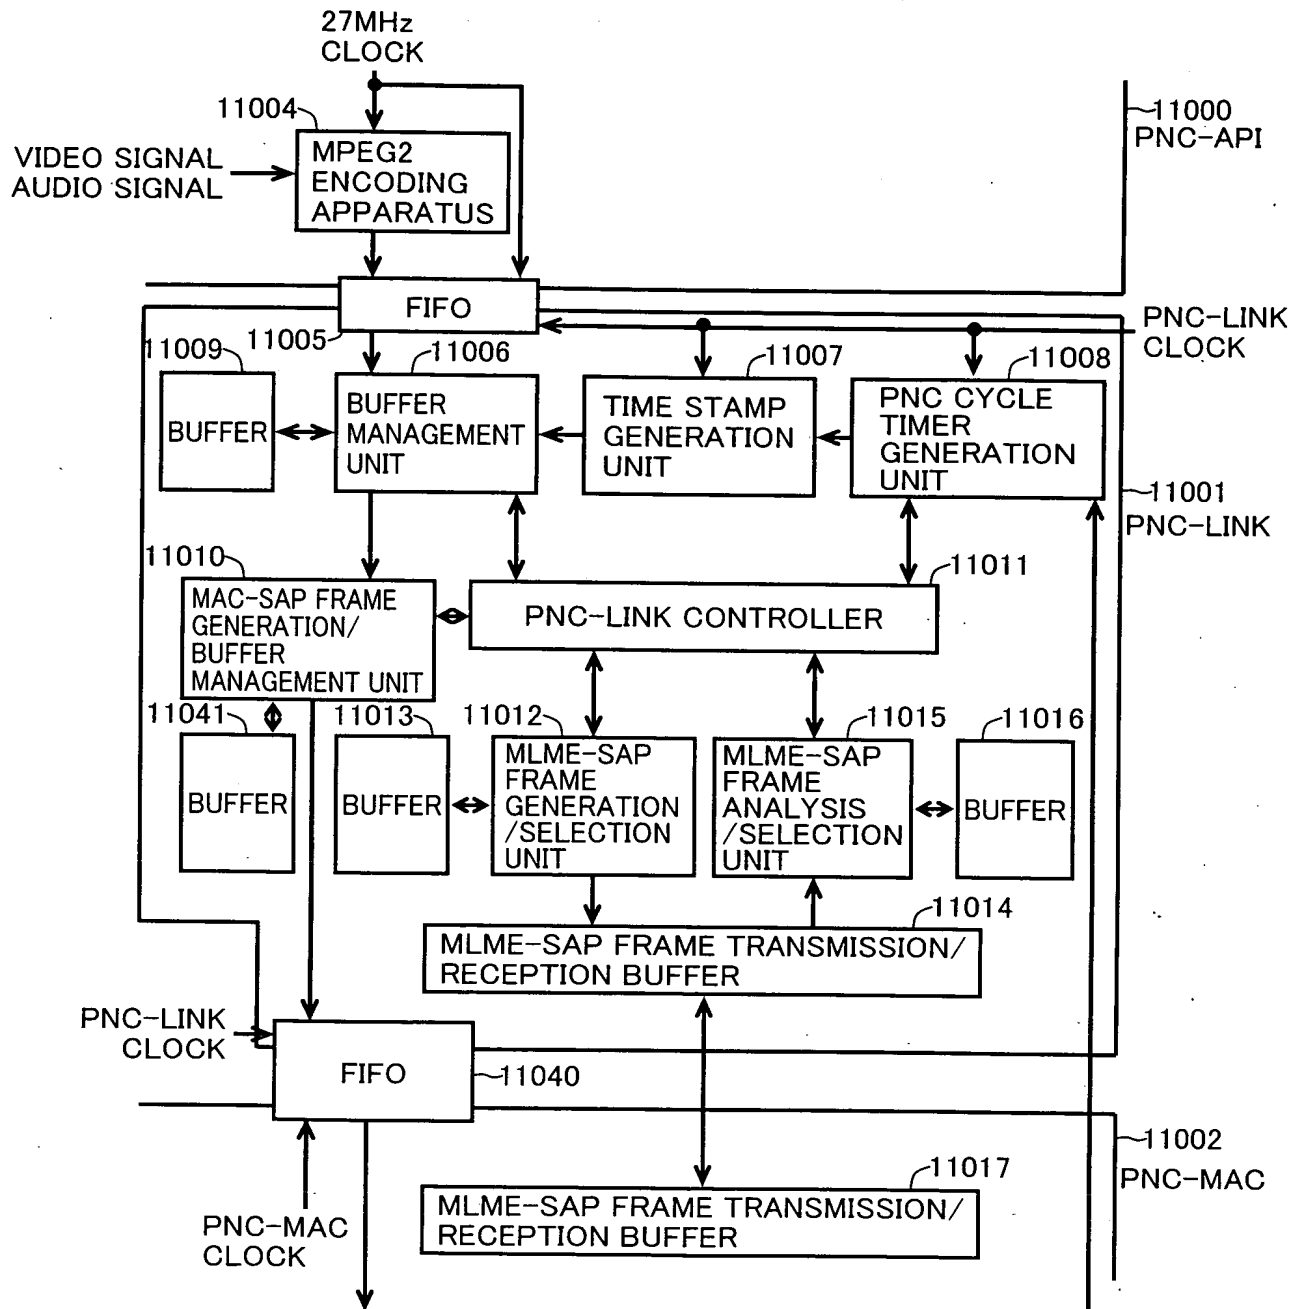 27MHz
CLOCK
11004
11000
PNC-API
VIDEO SIGNAL
AUDIO SIGNAL
MPEG2
ENCODING
APPARATUS
FIFO
11005
PNC-LINK
CLOCK
11009
11006
11007
11008
BUFFER
BUFFER
MANAGEMENT
UNIT
TIME STAMP
GENERATION
UNIT
PNC CYCLE
TIMER
GENERATION
UNIT
11001
PNC-LINK
11010
11011
MAC-SAP FRAME
GENERATION/
BUFFER
MANAGEMENT UNIT
PNC-LINK CONTROLLER
11041
11013
11012
11015
11016
BUFFER
BUFFER
MLME-SAP
FRAME
GENERATION
/SELECTION
UNIT
MLME-SAP
FRAME
ANALYSIS
/SELECTION
UNIT
BUFFER
11014
MLME-SAP FRAME TRANSMISSION/
RECEPTION BUFFER
PNC-LINK
CLOCK
FIFO
11040
11002
PNC-MAC
11017
MLME-SAP FRAME TRANSMISSION/
RECEPTION BUFFER
PNC-MAC
CLOCK